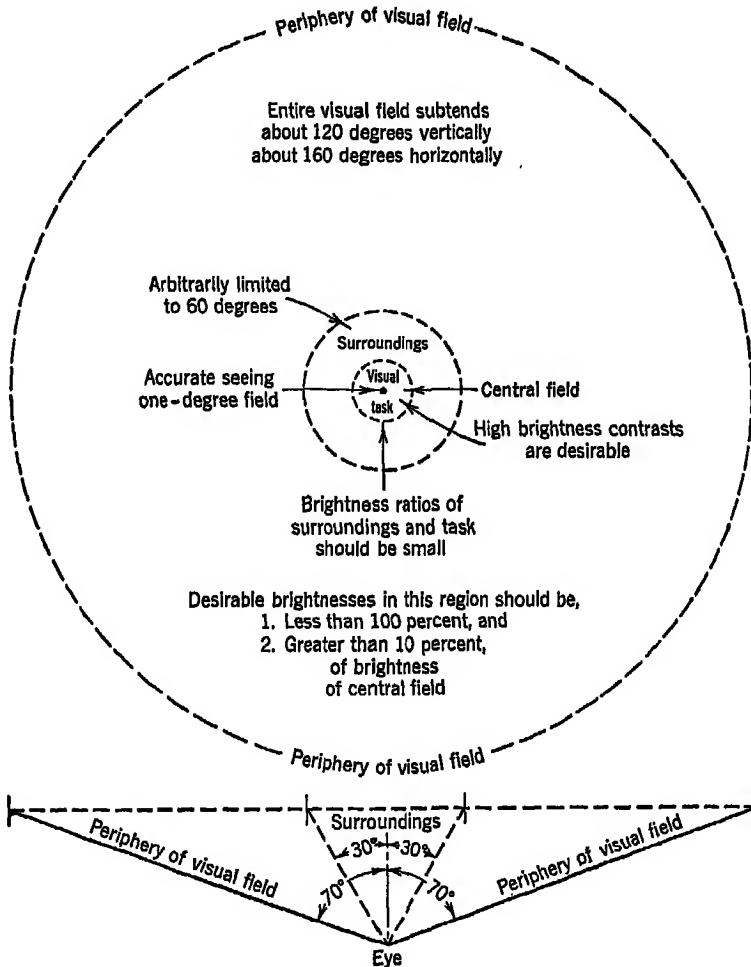 Periphery of visual field
Entire visual field subtends
about 120 degrees vertically
about 160 degrees horizontally
Arbitrarily limited
to 60 degrees
Surroundings
Accurate seeing
one-degree field
Visual
task
Central field
High brightness contrasts
are desirable
Brightness ratios of
surroundings and task
should be small
Desirable brightnesses in this region should be,
1. Less than 100 percent, and
2. Greater than 10 percent,
of brightness
of central field
Periphery of visual field
Surroundings
Periphery of visual field
30° 30°
Periphery of visual field
70° 70°
Eye